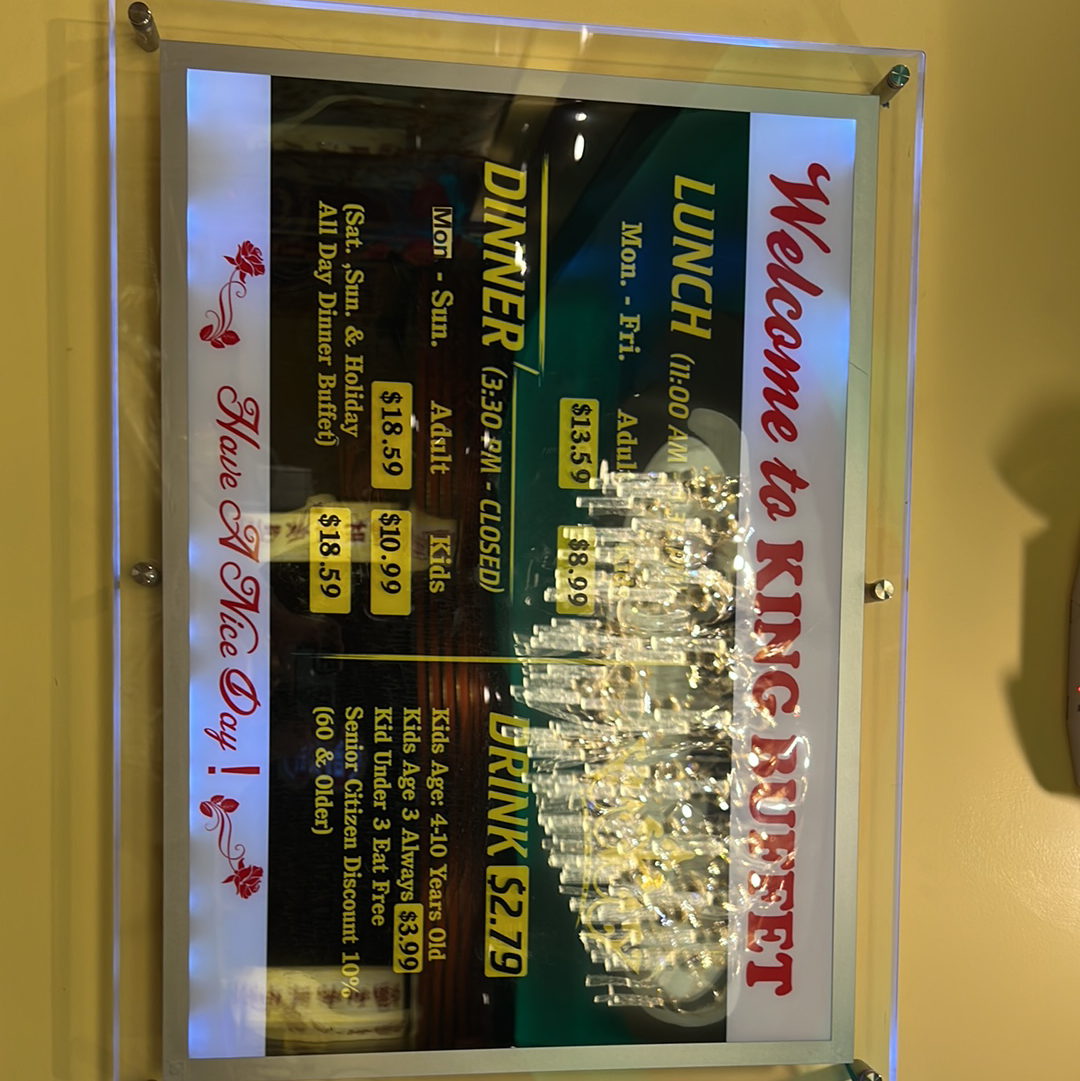 Welcome to KING BUFFET
LUNCH (11:00 AM
Mon. - Fri. Adul
$13.59 $8.99
DINNER (3:30 PM - CLOSED)
Mon - Sun. Adult Kids
$18.59 $10.99
(Sat. ,Sun. & Holiday
All Day Dinner Buffet) $18.59
DRINK $2.79
Kids Age: 4-10 Years Old
Kids Age 3 Always $3.99
Kid Under 3 Eat Free
Senior Citizen Discount 10%
(60 & Older)
Have A Nice Day !